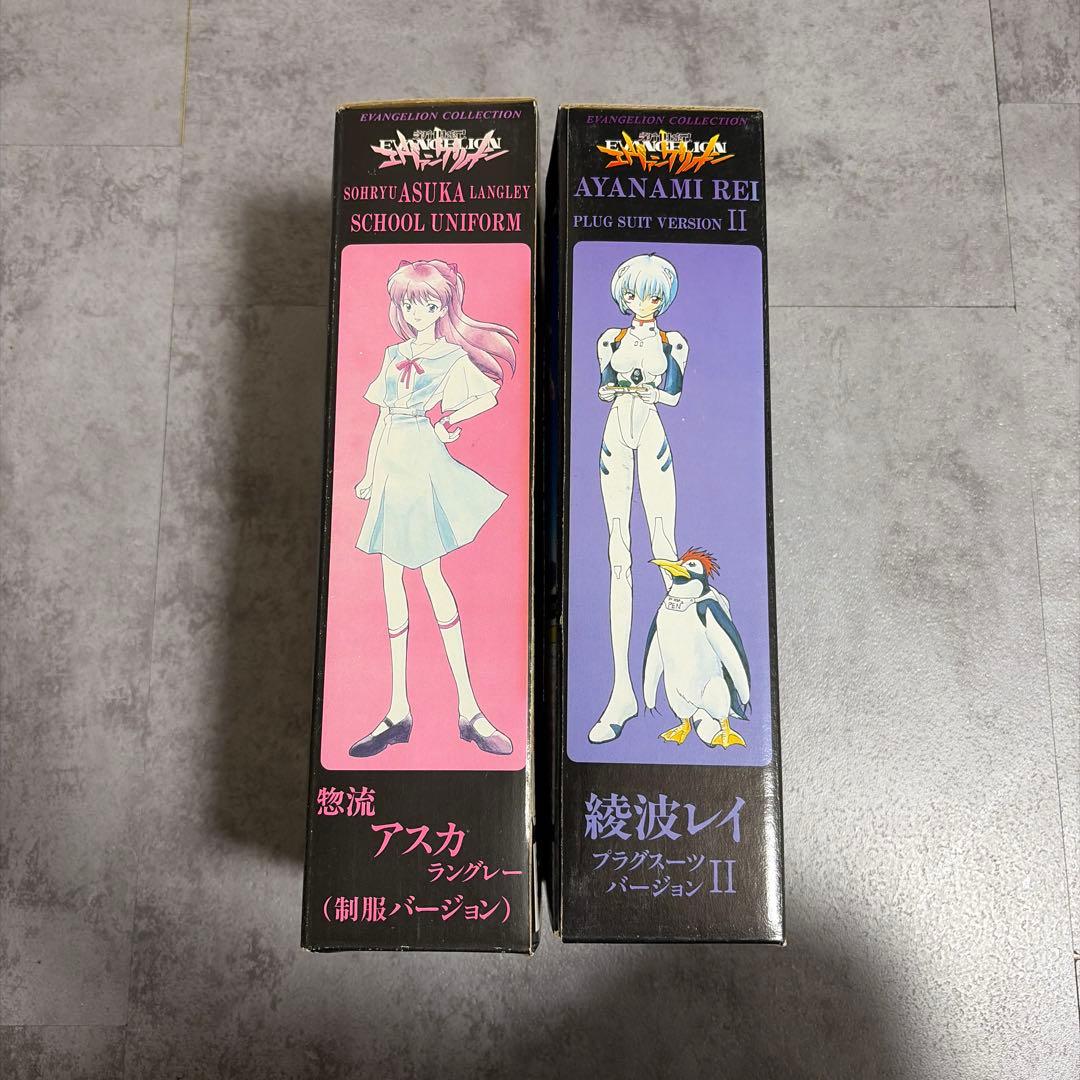 EVANGELION COLLECTION
新世紀
EVANGELION
エヴァンゲリオン
SOHRYU ASUKA LANGLEY
SCHOOL UNIFORM
惣流
アスカ
ラングレー
(制服バージョン)
EVANGELION COLLECTION
新世紀
EVANGELION
エヴァンゲリオン
AYANAMI REI
PLUG SUIT VERSION II
PEN²
綾波レイ
プラグスーツ
バージョン II